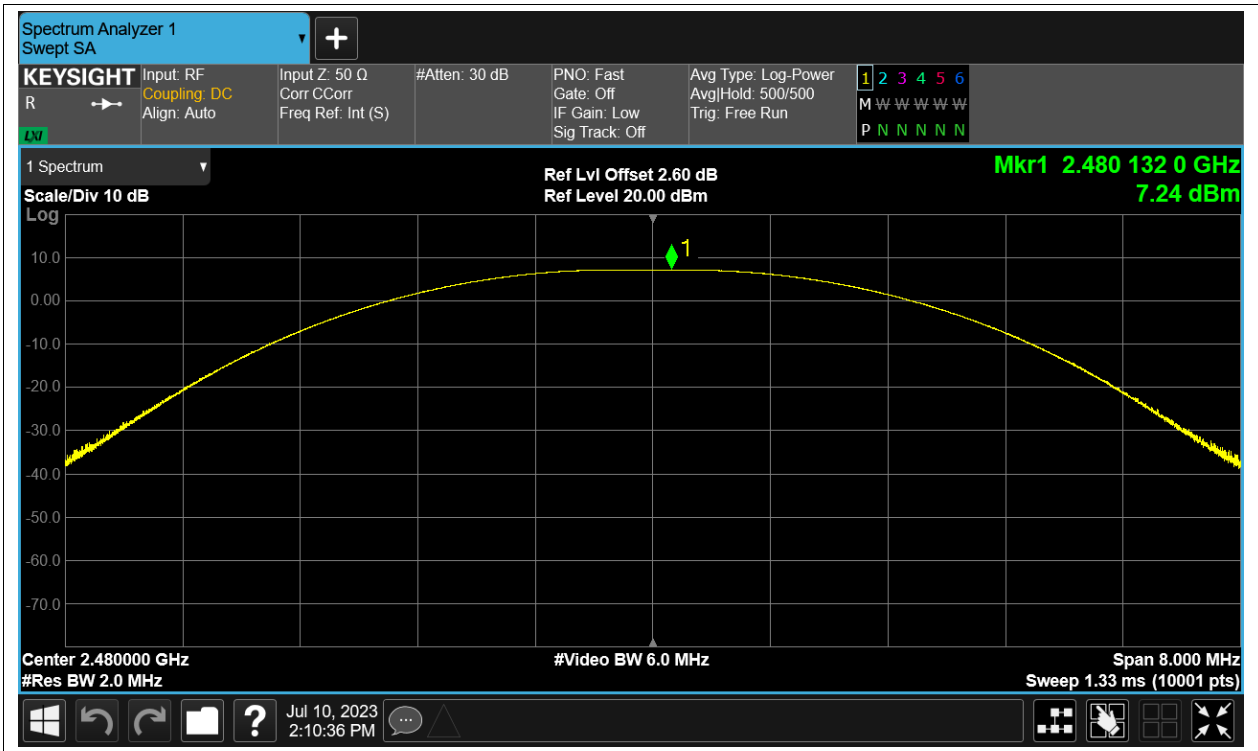 Spectrum Analyzer 1
Swept SA
KEYSIGHT
R
LXI
Input: RF
Coupling: DC
Align: Auto
Input Z: 50 Ω
Corr CCorr
Freq Ref: Int (S)
#Atten: 30 dB
PNO: Fast
Gate: Off
IF Gain: Low
Sig Track: Off
Avg Type: Log-Power
Avg|Hold: 500/500
Trig: Free Run
1 2 3 4 5 6
M W W W W W
P N N N N N
1 Spectrum
Scale/Div 10 dB
Log
Ref Lvl Offset 2.60 dB
Ref Level 20.00 dBm
Mkr1 2.480 132 0 GHz
7.24 dBm
1
10.0
0.00
-10.0
-20.0
-30.0
-40.0
-50.0
-60.0
-70.0
Center 2.480000 GHz
#Res BW 2.0 MHz
#Video BW 6.0 MHz
Span 8.000 MHz
Sweep 1.33 ms (10001 pts)
?
Jul 10, 2023
2:10:36 PM